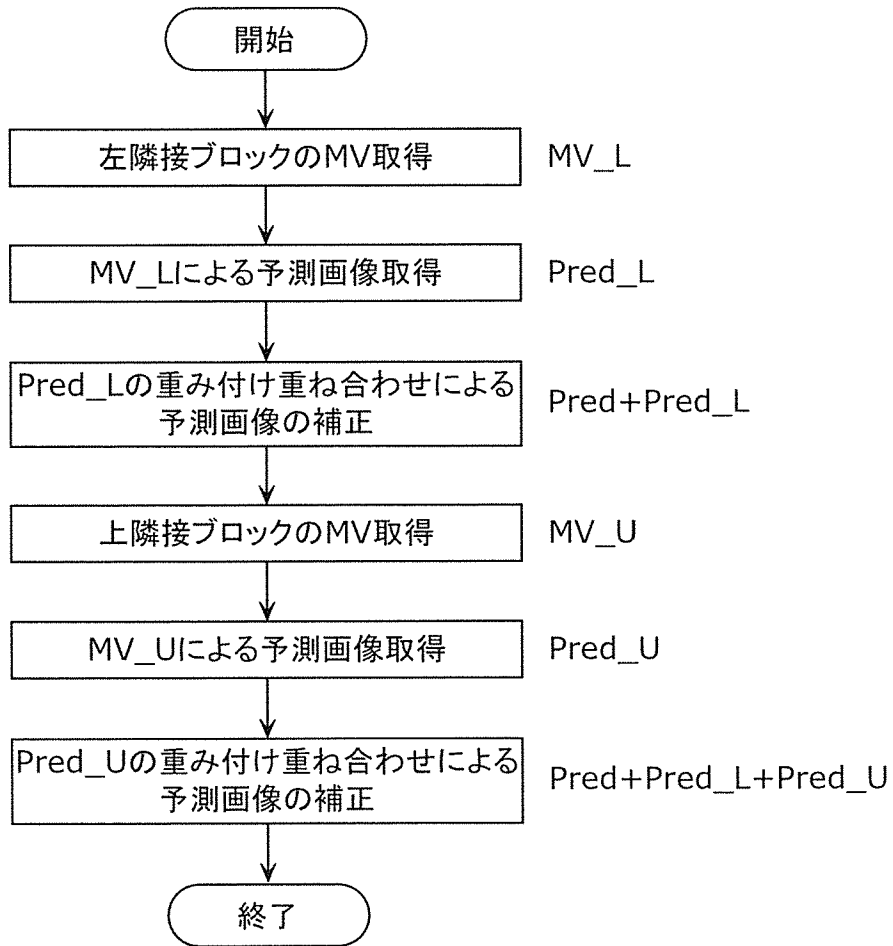 開始
左隣接ブロックのMV取得
MV_L
MV_Lによる予測画像取得
Pred_L
Pred_Lの重み付け重ね合わせによる
予測画像の補正
Pred+Pred_L
上隣接ブロックのMV取得
MV_U
MV_Uによる予測画像取得
Pred_U
Pred_Uの重み付け重ね合わせによる
予測画像の補正
Pred+Pred_L+Pred_U
終了